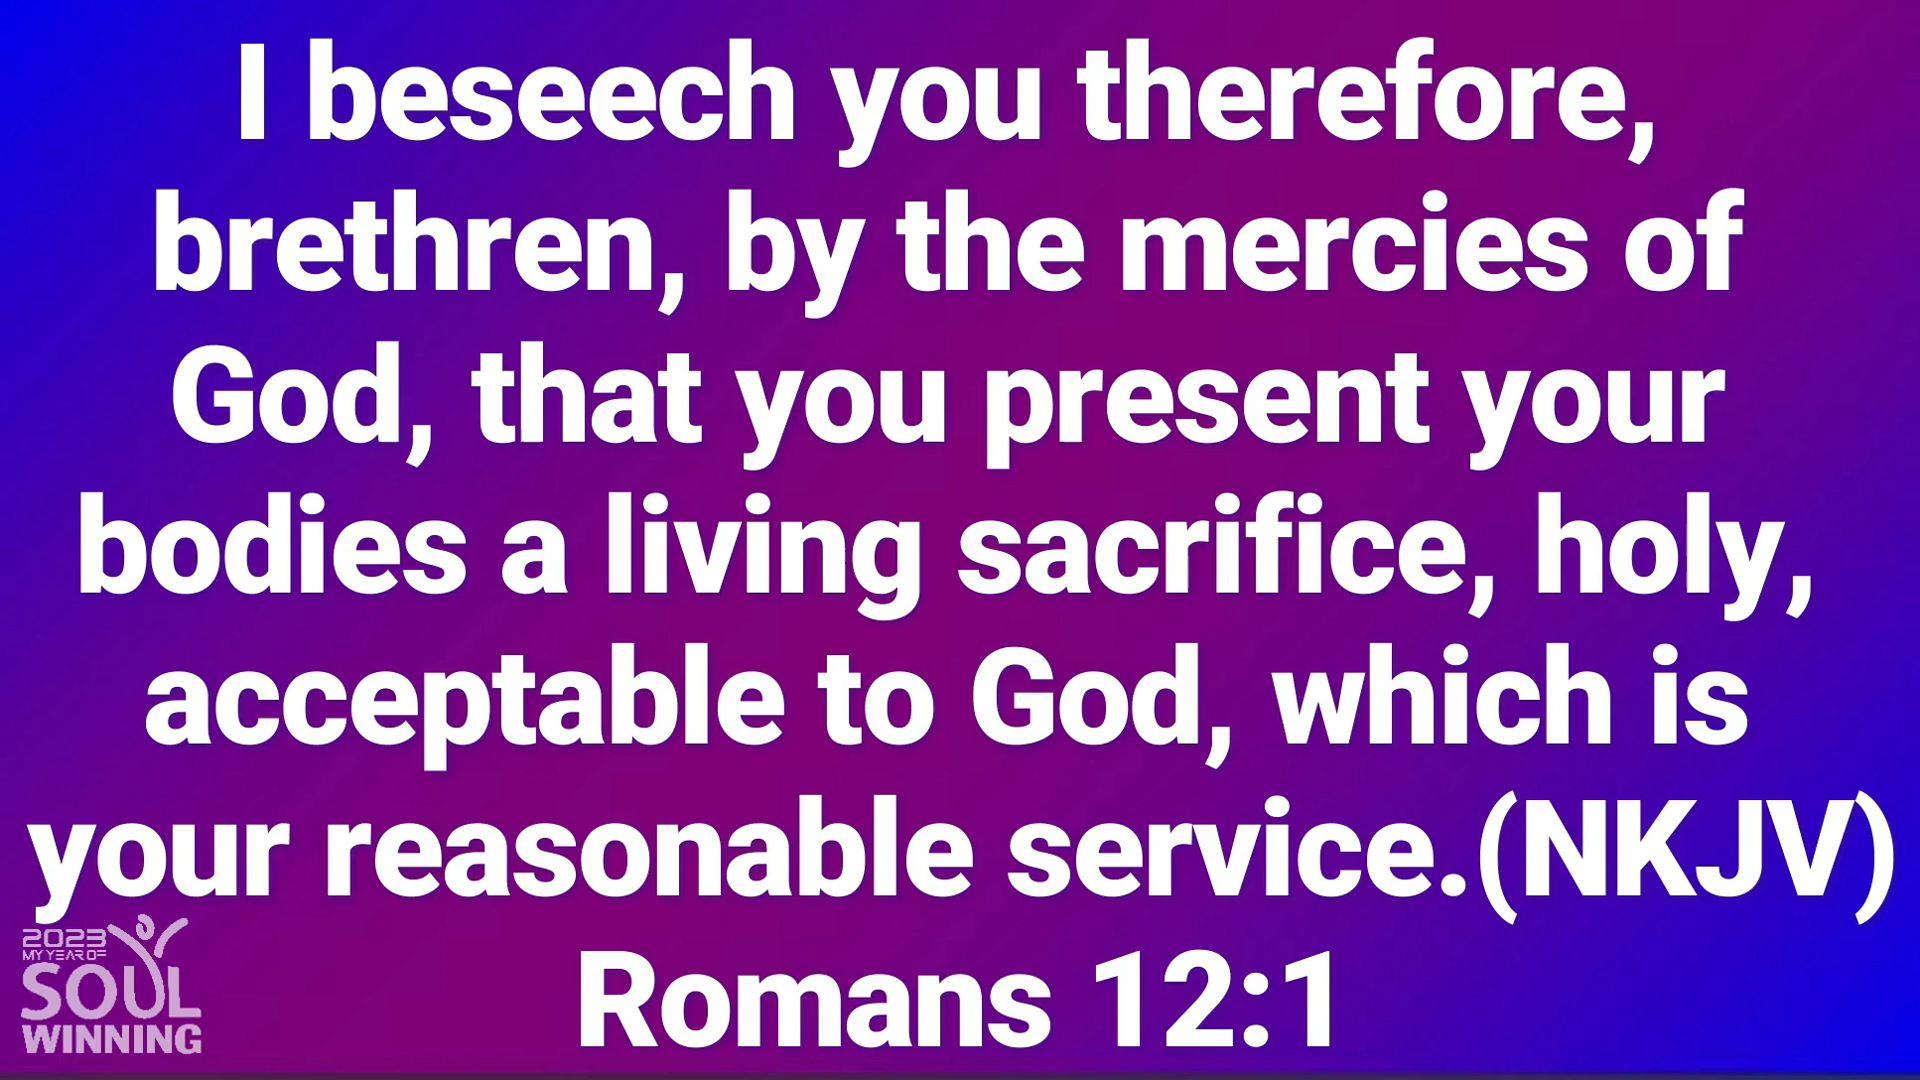 I beseech you therefore,
brethren, by the mercies of
God, that you present your
bodies a living sacrifice, holy,
acceptable to God, which is
your reasonable service.(NKJV)
Romans 12:1
2023
MY YEAR OF
SOUL
WINNING